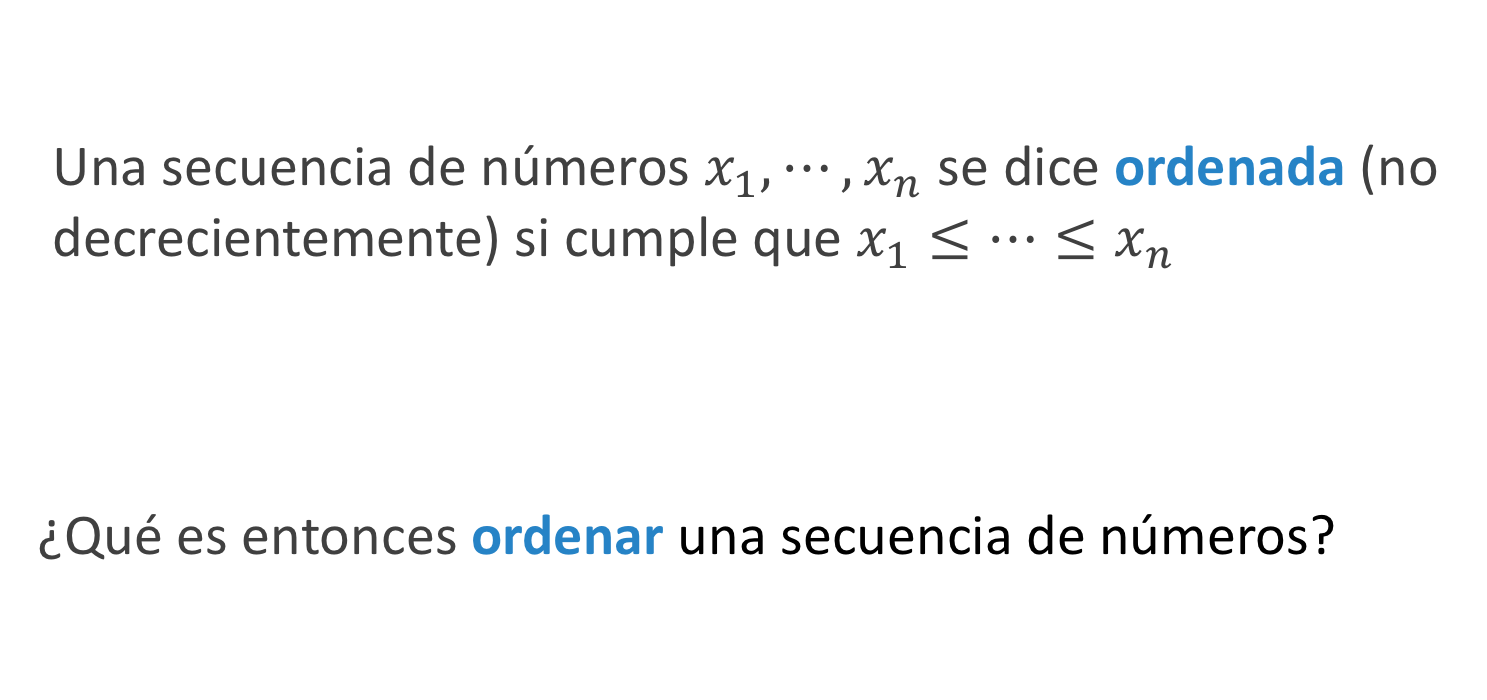 Una secuencia de números 𝑥₁, ⋯ , 𝑥ₙ se dice ordenada (no
decrecientemente) si cumple que 𝑥₁ ≤ ⋯ ≤ 𝑥ₙ
¿Qué es entonces ordenar una secuencia de números?